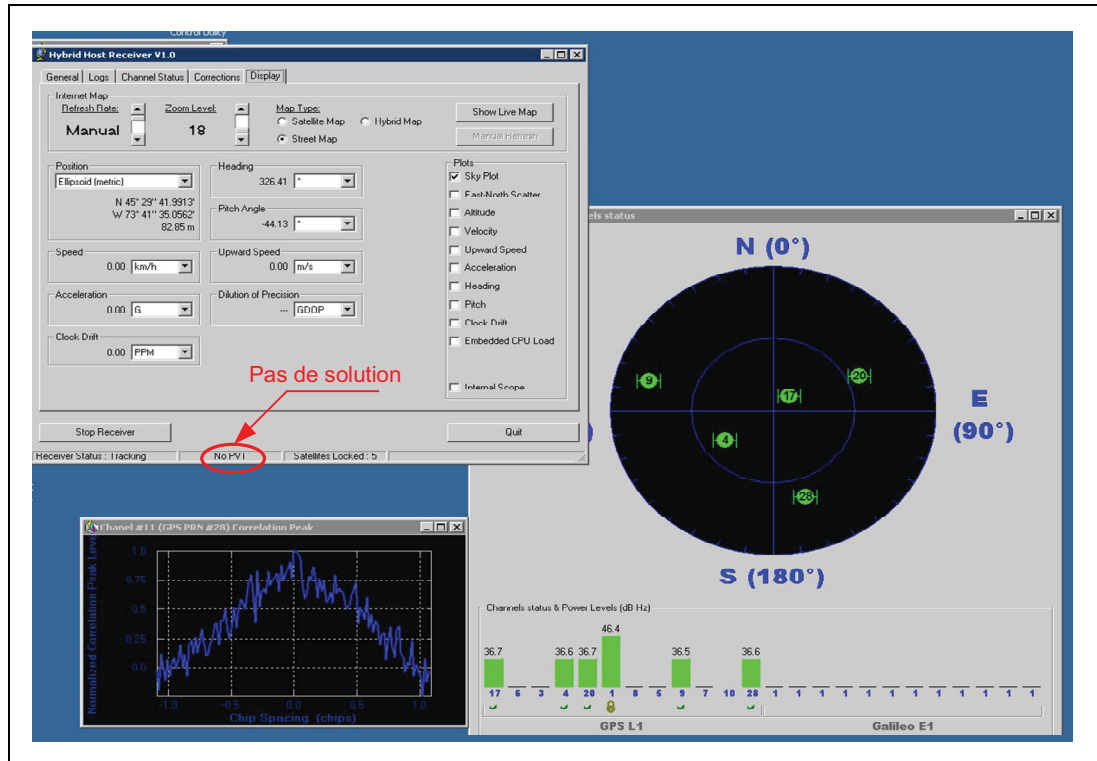 Control Utility
Hybrid Host Receiver V1.0
General Logs Channel Status Corrections Display
Internet Map
Refresh Rate: Zoom Level: Map Type:
Satellite Map Hybrid Map
Show Live Map
Manual 18
Street Map
Manual Refresh
Position
Ellipsoid (metric)
N 45° 29'' 41.9913'
W 73° 41'' 35.0562'
82.85 m
Heading
326.41 °
Pitch Angle
-44.13 °
Speed
0.00 km/h
Upward Speed
0.00 m/s
Acceleration
0.00 G
Dilution of Precision
--- GDOP
Clock Drift
0.00 PPM
Plots
Sky Plot
East-North Scatter
Altitude
Velocity
Upward Speed
Acceleration
Heading
Pitch
Clock Drift
Embedded CPU Load
Internal Scope
Pas de solution
Stop Receiver
Quit
Receiver Status : Tracking No PVT Satellites Locked : 5
els status
N (0°)
9
20
17
4
28
E
(90°)
)
S (180°)
Chanel #11 (GPS PRN #28) Correlation Peak
Normalized Correlation Peak Leve
1.0
0.75
0.5
0.25
0.0
-1.0 -0.5 0.0 0.5 1.0
Chip Spacing (chips)
Channels status & Power Levels (dB Hz)
36.7 36.6 36.7 46.4 36.5 36.6
17 6 3 4 20 1 8 5 9 7 10 28 1 1 1 1 1 1 1 1 1 1 1 1
GPS L1 Galileo E1